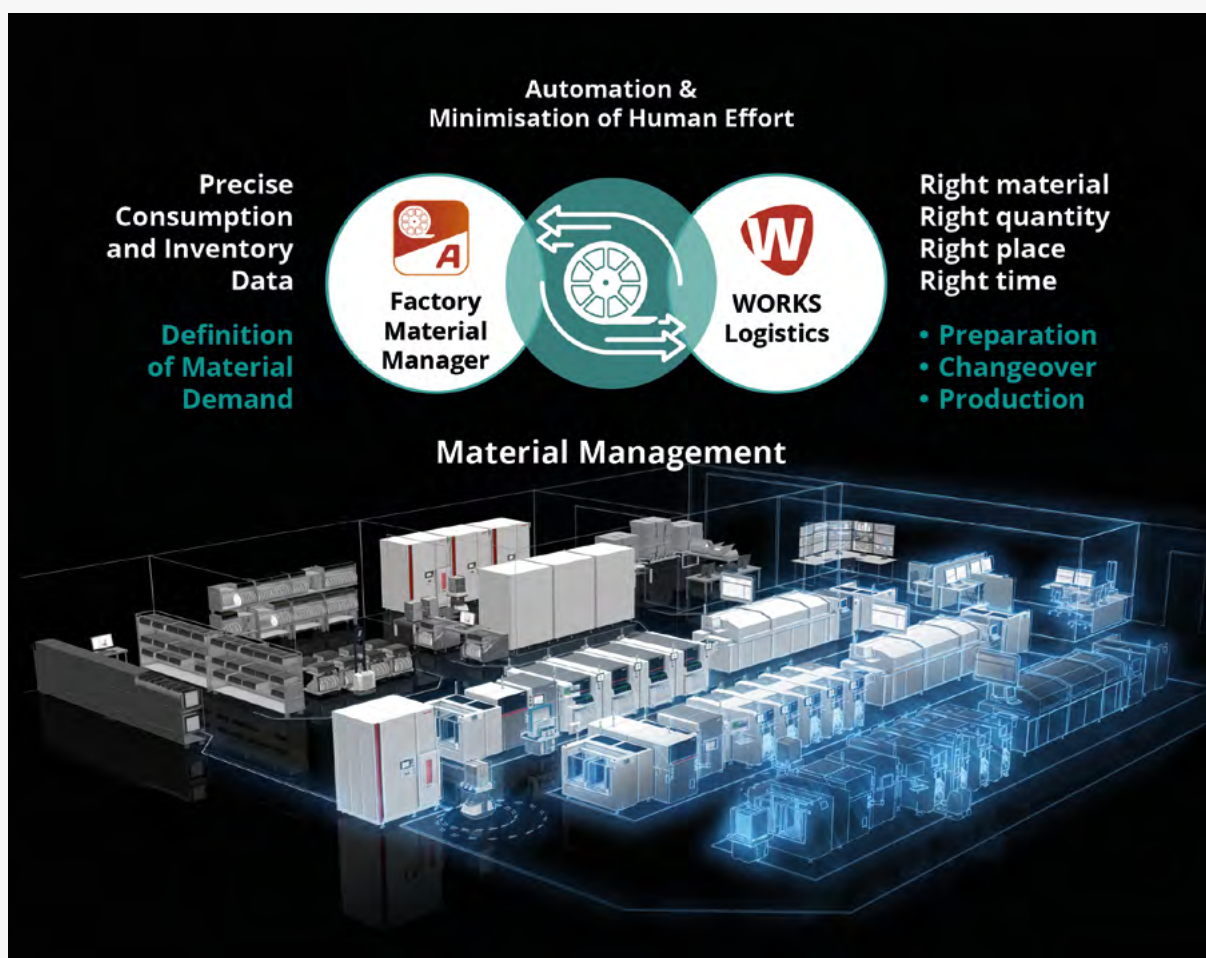 Automation &
Minimisation of Human Effort
Precise
Consumption
and Inventory
Data
Definition
of Material
Demand
A
Factory
Material
Manager
W
WORKS
Logistics
Right material
Right quantity
Right place
Right time
• Preparation
• Changeover
• Production
Material Management